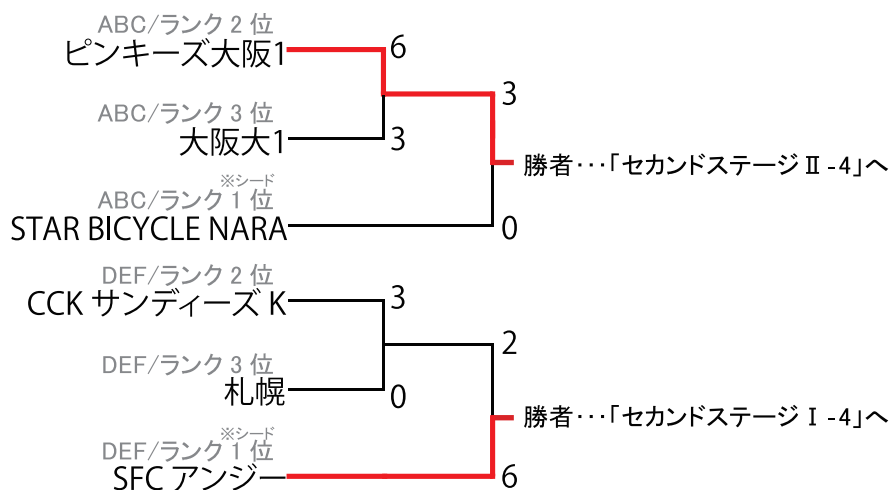 ABC/ランク 2 位
ピンキーズ大阪1
6
3
ABC/ランク 3 位
大阪大1
3
勝者･･･｢セカンドステージⅡ-4｣へ
※シード
ABC/ランク 1 位
STAR BICYCLE NARA
0
DEF/ランク 2 位
CCK サンディーズ K
3
2
DEF/ランク 3 位
札幌
0
勝者･･･｢セカンドステージⅠ-4｣へ
※シード
DEF/ランク 1 位
SFC アンジー
6